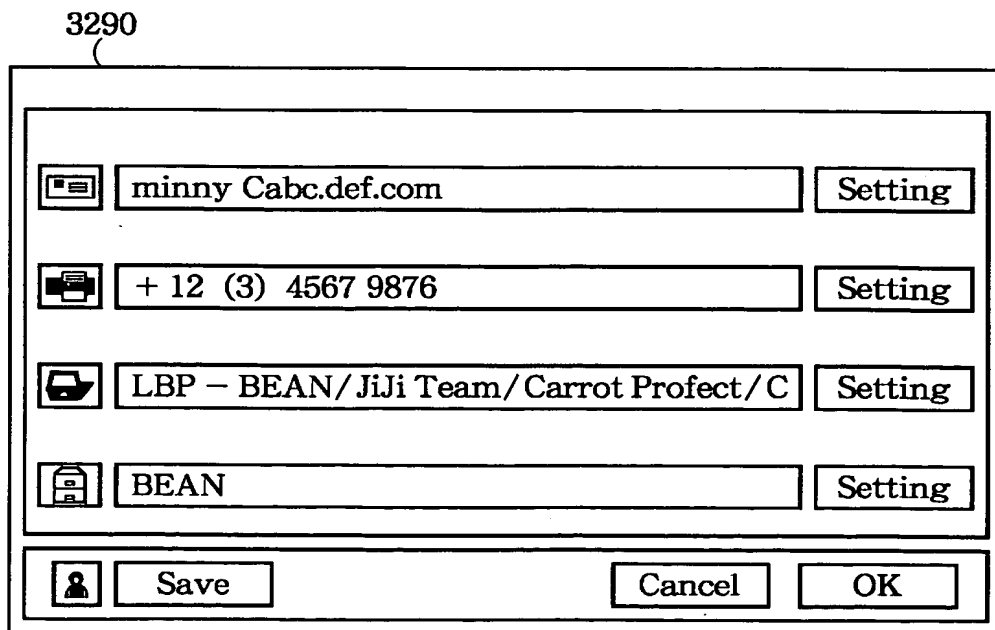 3290
minny Cabc.def.com
Setting
+ 12 (3) 4567 9876
Setting
LBP – BEAN/JiJi Team/Carrot Profect/C
Setting
BEAN
Setting
Save
Cancel
OK